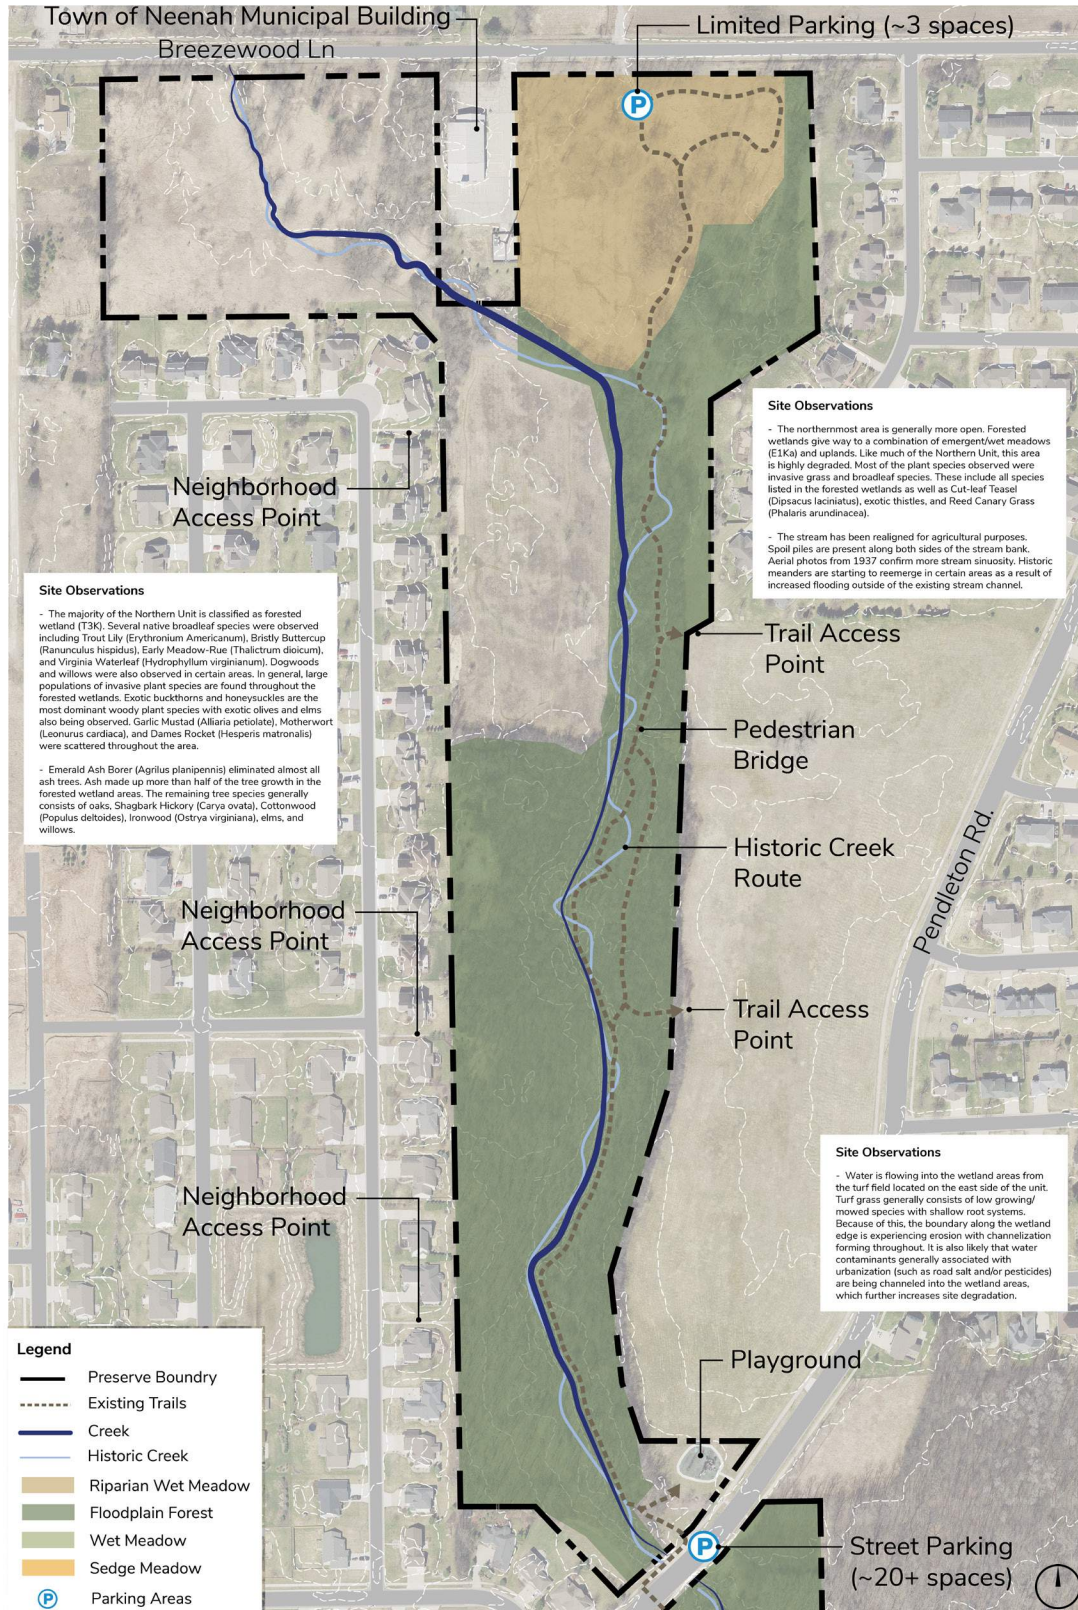 Town of Neenah Municipal Building
Breezewood Ln
Limited Parking (~3 spaces)
P
Neighborhood
Access Point
Site Observations
- The northernmost area is generally more open. Forested
wetlands give way to a combination of emergent/wet meadows
(E1Ka) and uplands. Like much of the Northern Unit, this area
is highly degraded. Most of the plant species observed were
invasive grass and broadleaf species. These include all species
listed in the forested wetlands as well as Cut-leaf Teasel
(Dipsacus laciniatus), exotic thistles, and Reed Canary Grass
(Phalaris arundinacea).
- The stream has been realigned for agricultural purposes.
Spoil piles are present along both sides of the stream bank.
Aerial photos from 1937 confirm more stream sinuosity. Historic
meanders are starting to reemerge in certain areas as a result of
increased flooding outside of the existing stream channel.
Site Observations
- The majority of the Northern Unit is classified as forested
wetland (T3K). Several native broadleaf species were observed
including Trout Lily (Erythronium Americanum), Bristly Buttercup
(Ranunculus hispidus), Early Meadow-Rue (Thalictrum dioicum),
and Virginia Waterleaf (Hydrophyllum virginianum). Dogwoods
and willows were also observed in certain areas. In general, large
populations of invasive plant species are found throughout the
forested wetlands. Exotic buckthorns and honeysuckles are the
most dominant woody plant species with exotic olives and elms
also being observed. Garlic Mustad (Alliaria petiolate), Motherwort
(Leonurus cardiaca), and Dames Rocket (Hesperis matronalis)
were scattered throughout the area.
- Emerald Ash Borer (Agrilus planipennis) eliminated almost all
ash trees. Ash made up more than half of the tree growth in the
forested wetland areas. The remaining tree species generally
consists of oaks, Shagbark Hickory (Carya ovata), Cottonwood
(Populus deltoides), Ironwood (Ostrya virginiana), elms, and
willows.
Trail Access
Point
Pedestrian
Bridge
Historic Creek
Route
Pendleton Rd.
Neighborhood
Access Point
Trail Access
Point
Neighborhood
Access Point
Site Observations
- Water is flowing into the wetland areas from
the turf field located on the east side of the unit.
Turf grass generally consists of low growing/
mowed species with shallow root systems.
Because of this, the boundary along the wetland
edge is experiencing erosion with channelization
forming throughout. It is also likely that water
contaminants generally associated with
urbanization (such as road salt and/or pesticides)
are being channeled into the wetland areas,
which further increases site degradation.
Playground
P
Street Parking
(~20+ spaces)
Legend
Preserve Boundry
Existing Trails
Creek
Historic Creek
Riparian Wet Meadow
Floodplain Forest
Wet Meadow
Sedge Meadow
P Parking Areas